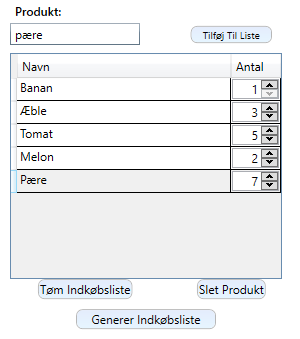 Produkt:
pære
Tilføj Til Liste
Navn Antal
Banan 1
Æble 3
Tomat 5
Melon 2
Pære 7
Tøm Indkøbsliste Slet Produkt
Generer Indkøbsliste